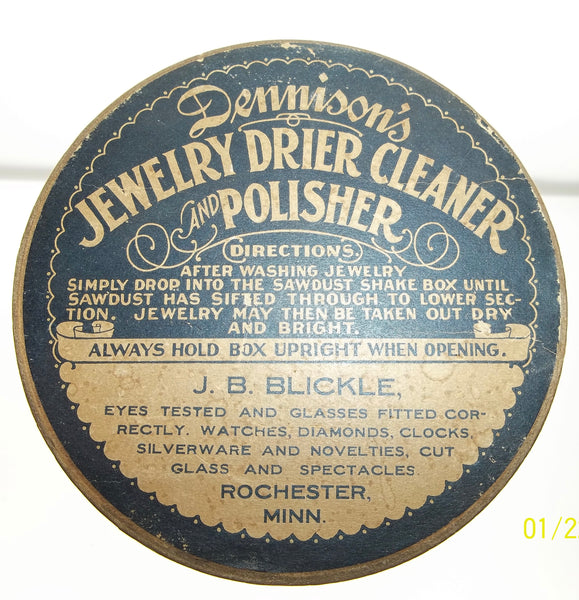 Dennison's
JEWELRY DRIER CLEANER
AND POLISHER
DIRECTIONS.
AFTER WASHING JEWELRY
SIMPLY DROP INTO THE SAWDUST SHAKE BOX UNTIL
SAWDUST HAS SIFTED THROUGH TO LOWER SEC-
TION. JEWELRY MAY THEN BE TAKEN OUT DRY
AND BRIGHT.
ALWAYS HOLD BOX UPRIGHT WHEN OPENING.
J. B. BLICKLE,
EYES TESTED AND GLASSES FITTED COR-
RECTLY. WATCHES, DIAMONDS, CLOCKS,
SILVERWARE AND NOVELTIES, CUT
GLASS AND SPECTACLES.
ROCHESTER,
MINN.
01/2